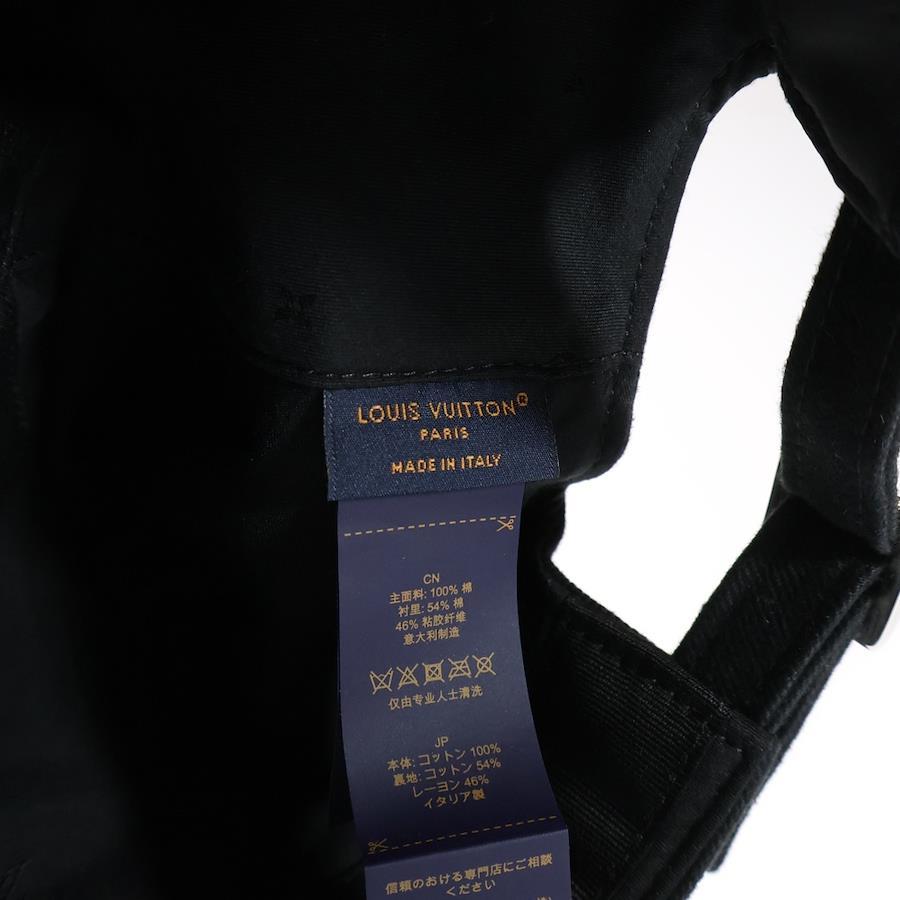 LOUIS VUITTON®
PARIS
MADE IN ITALY
CN
主面料: 100% 棉
衬里: 54% 棉
46% 粘胶纤维
意大利制造
仅由专业人士清洗
JP
本体: コットン 100%
裏地: コットン 54%
レーヨン 46%
イタリア製
信頼のおける専門店にご相談
ください